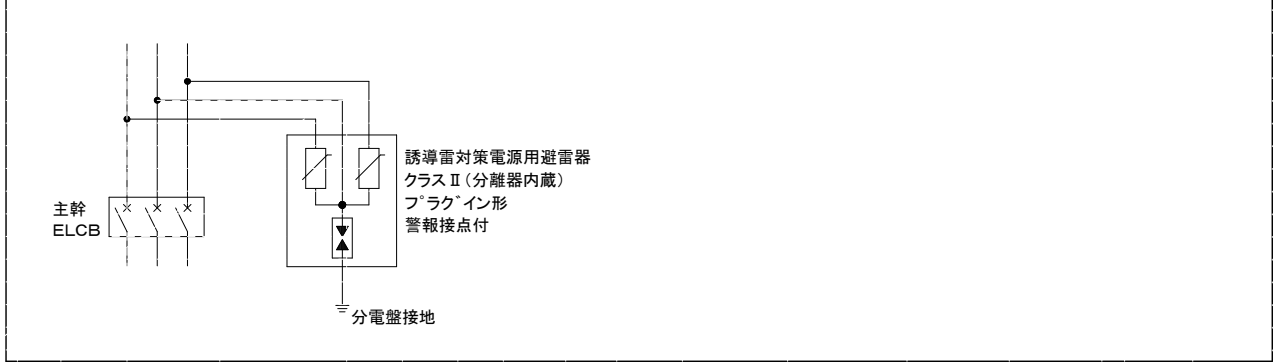 誘導雷対策電源用避雷器
クラスⅡ（分離器内蔵）
プラグイン形
警報接点付
主幹
ELCB
分電盤接地